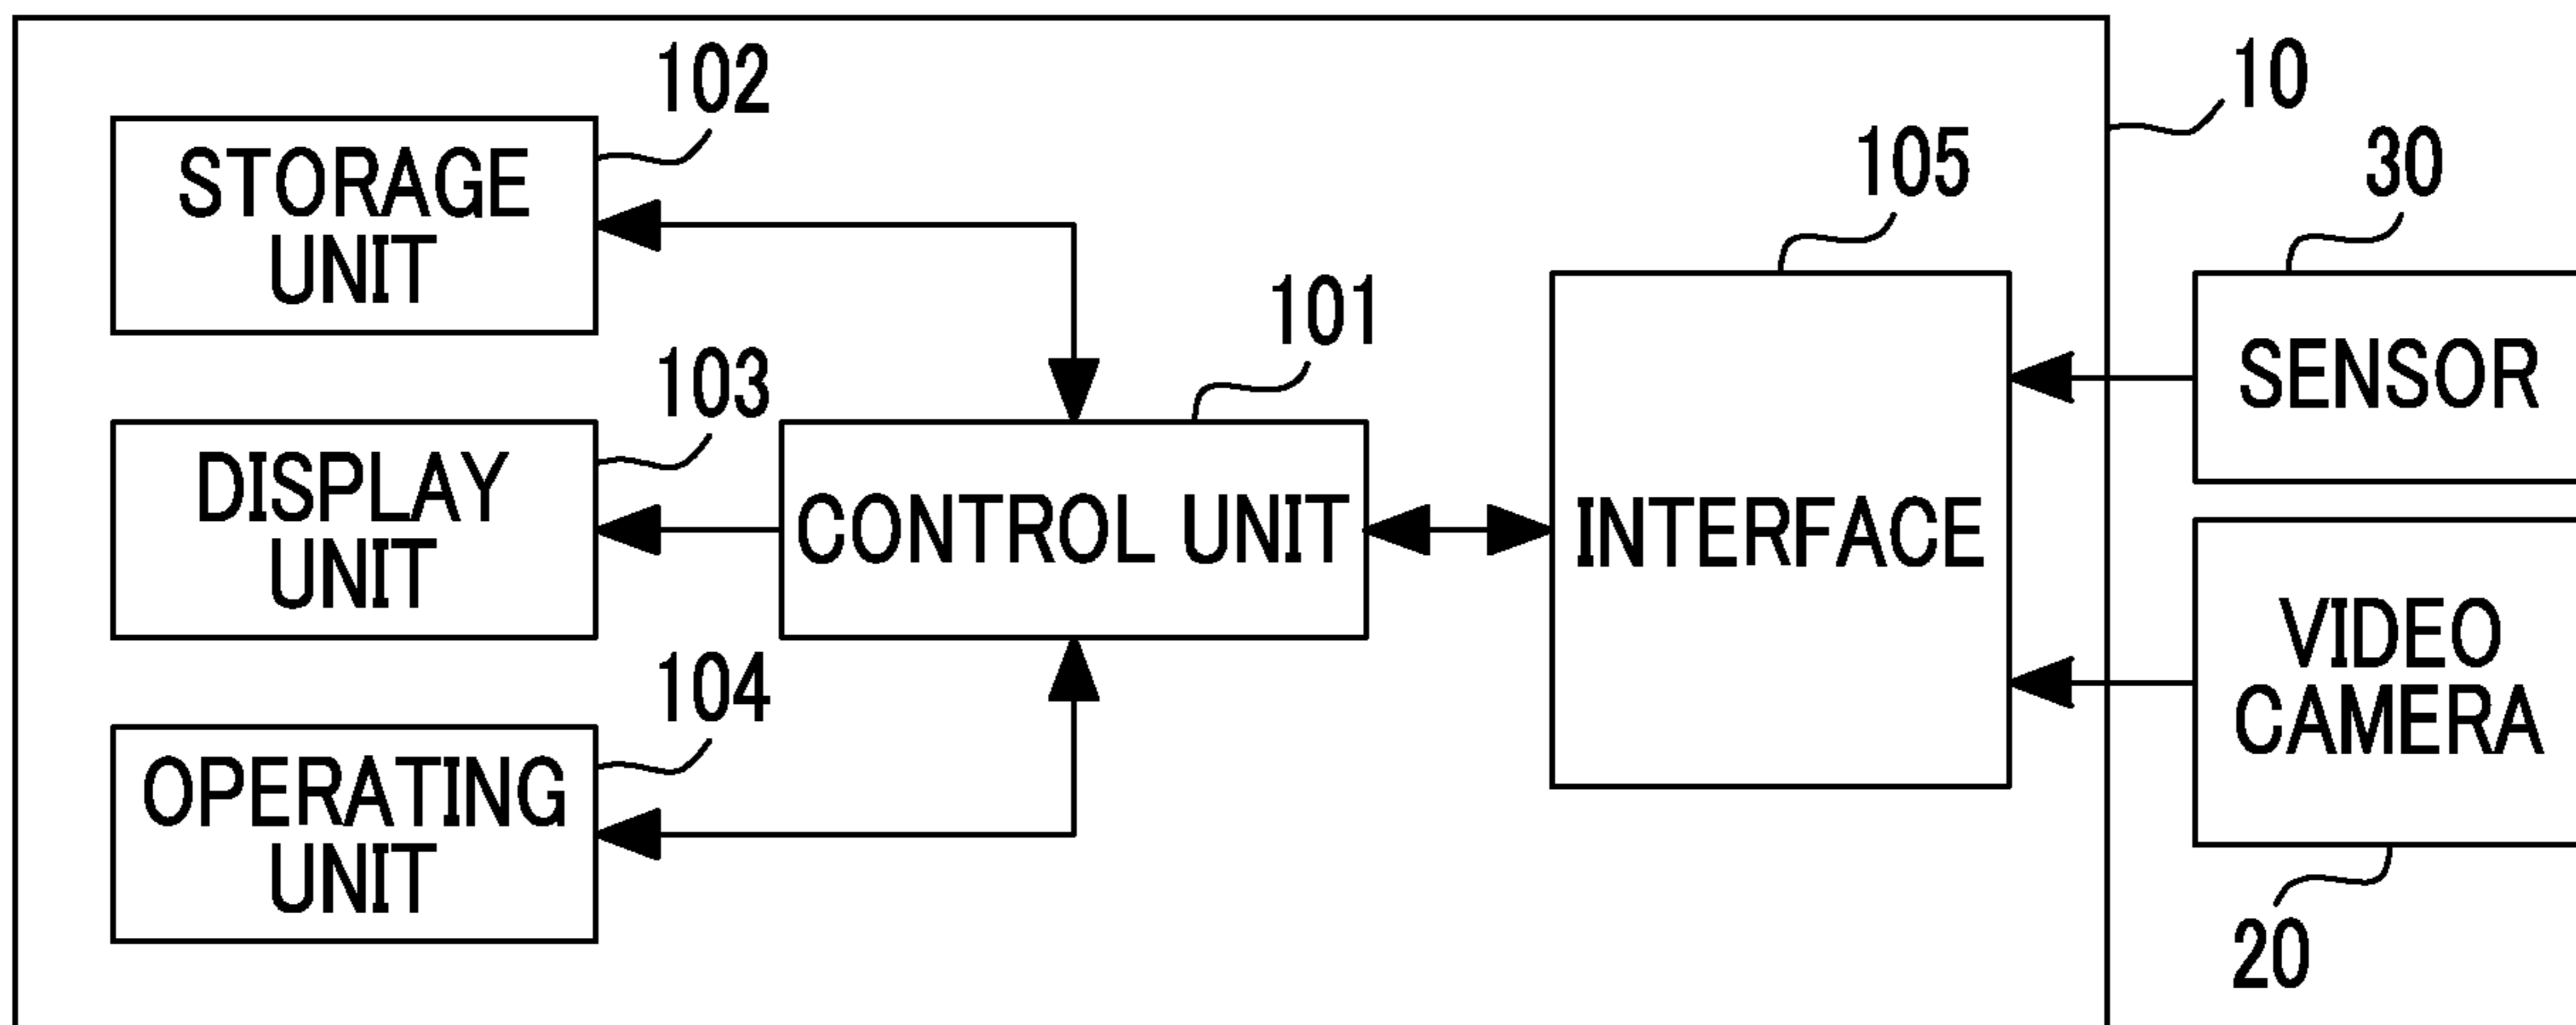 102
STORAGE
UNIT
10
105
30
101
SENSOR
103
DISPLAY
UNIT
CONTROL UNIT
INTERFACE
VIDEO
CAMERA
104
OPERATING
UNIT
20